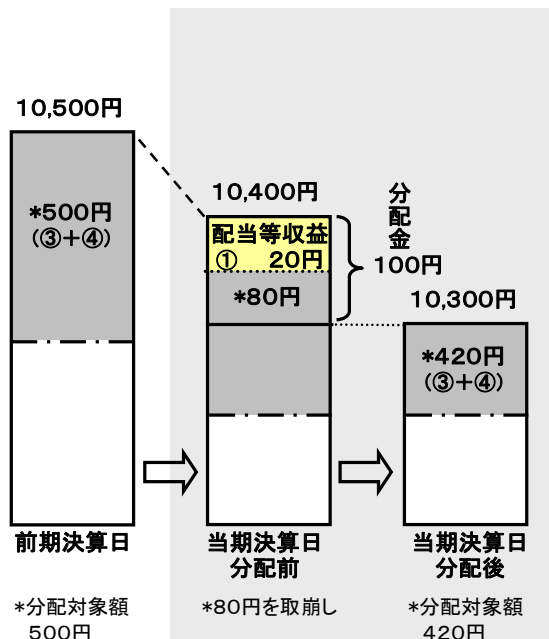 10,500円
*500円
(③+④)
前期決算日
*分配対象額
500円
10,400円
配当等収益
① 20円
*80円
分配金
100円
当期決算日
分配前
*80円を取崩し
10,300円
*420円
(③+④)
当期決算日
分配後
*分配対象額
420円